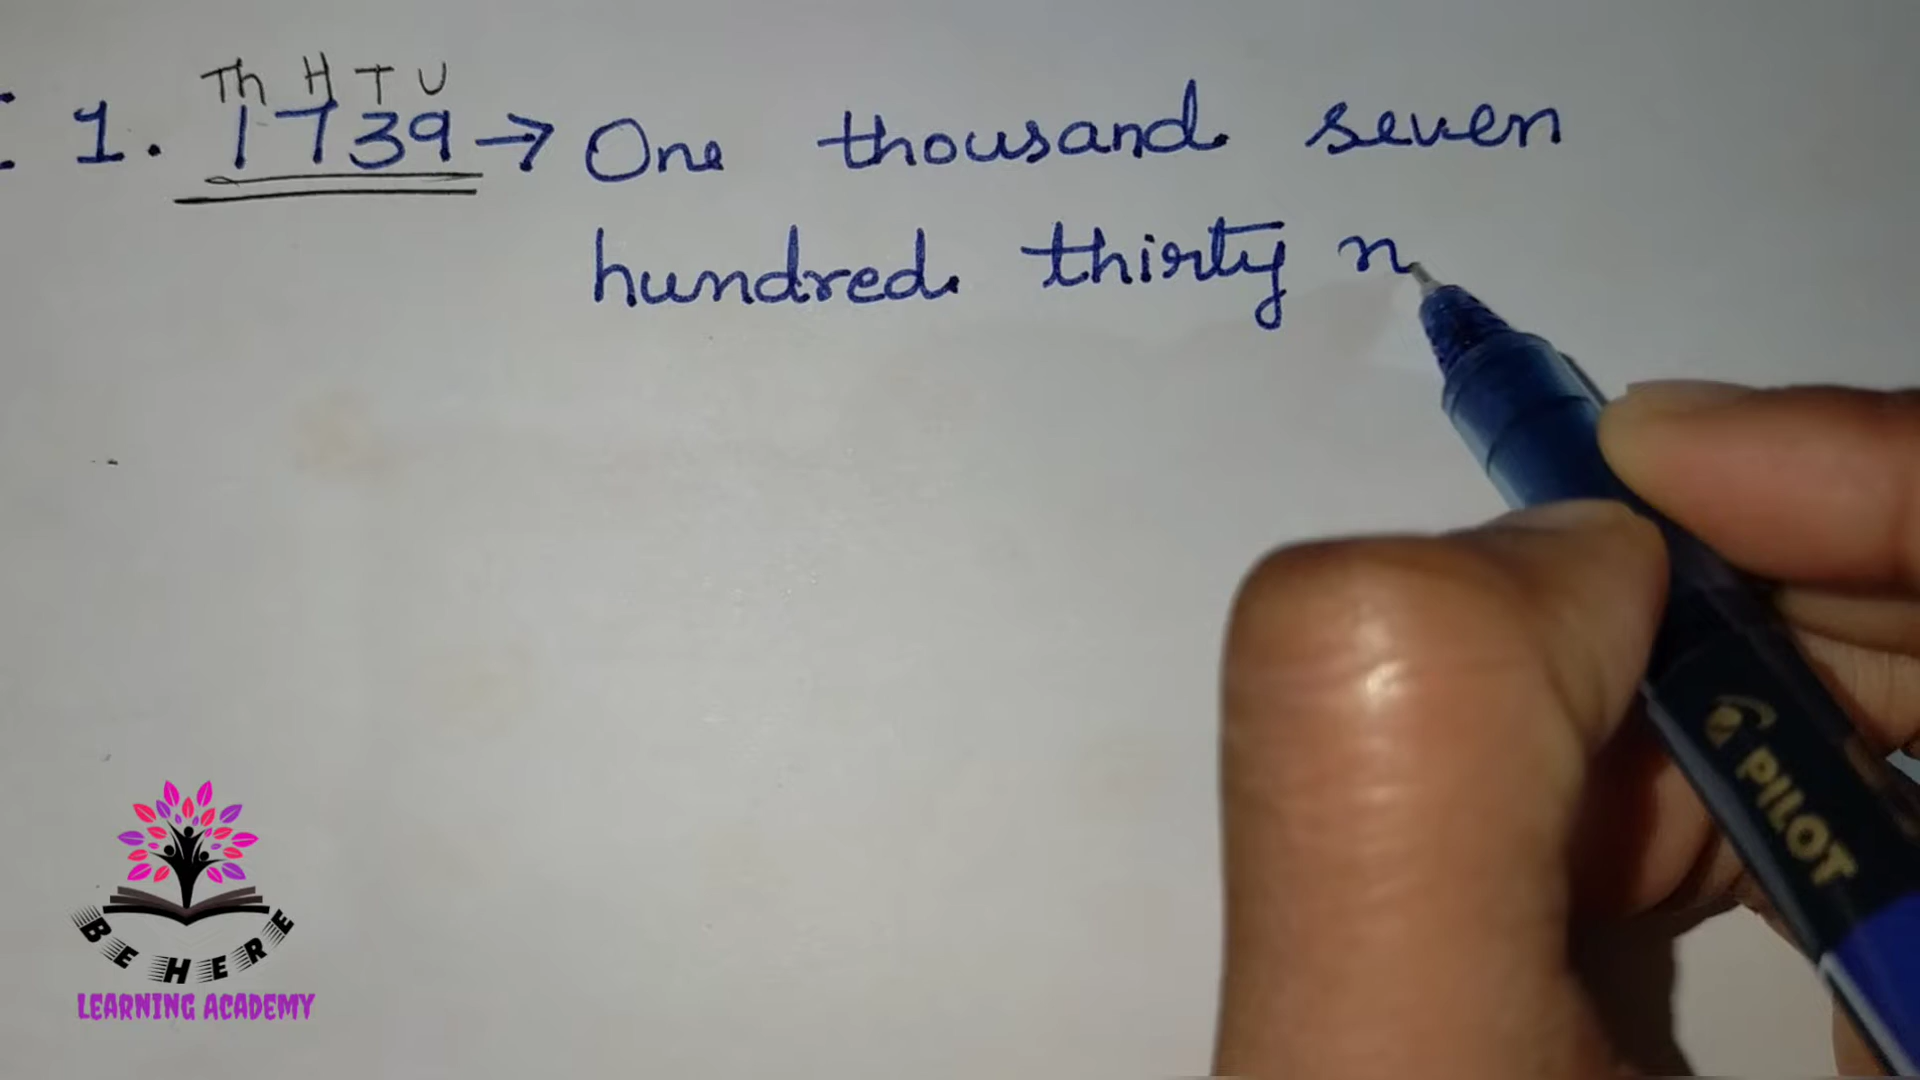 Th H T U
: 1. 1739 → One thousand seven
hundred thirty n
PILOT
BE HERE
LEARNING ACADEMY